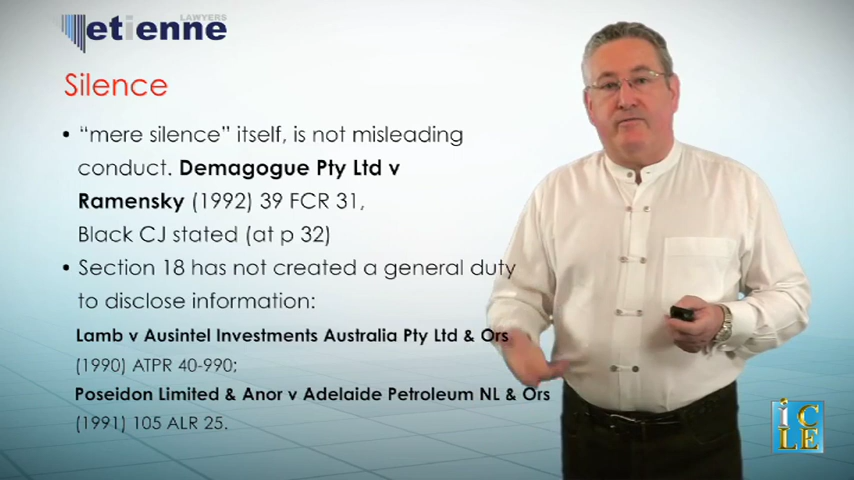 LAWYERS
etienne
Silence
• “mere silence” itself, is not misleading
conduct. Demagogue Pty Ltd v
Ramensky (1992) 39 FCR 31,
Black CJ stated (at p 32)
• Section 18 has not created a general duty
to disclose information:
Lamb v Ausintel Investments Australia Pty Ltd & Ors
(1990) ATPR 40-990;
Poseidon Limited & Anor v Adelaide Petroleum NL & Ors
(1991) 105 ALR 25.
i C
L E